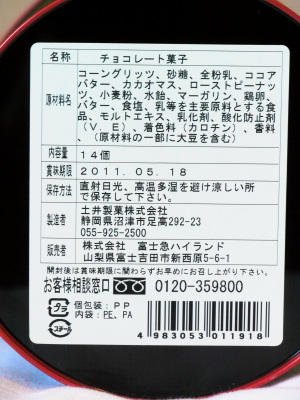 名称 チョコレート菓子
原材料名 コーングリッツ、砂糖、全粉乳、ココア
バター、カカオマス、ローストピーナッ
ツ、小麦粉、水飴、マーガリン、鶏卵、
バター、食塩、乳等を主要原料とする食
品、モルトエキス、乳化剤、酸化防止剤
(V.E)、着色料(カロチン)、香料、
(原材料の一部に大豆を含む)
内容量 14個
賞味期限 2011.05.18
保存方法 直射日光、高温多湿を避け涼しい所
で保存して下さい。
製造者 土井製菓株式会社
静岡県沼津市足高292-23
055-925-2500
販売者 株式会社 富士急ハイランド
山梨県富士吉田市新西原5-6-1
開封後は賞味期限に関わらずお早めにお召し上がり下さい。
お客様相談窓口 0120-359800
プラ 個包装:PP
内袋:PE、PA
スチール
4 983053 011918